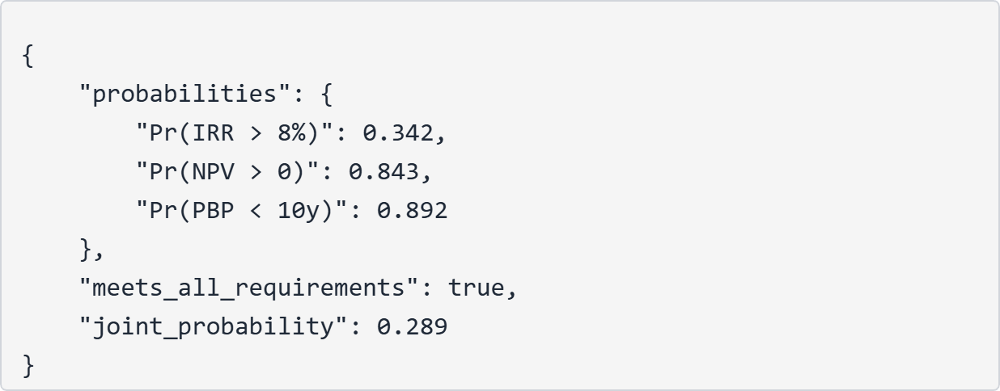 {
"probabilities": {
"Pr(IRR > 8%)": 0.342,
"Pr(NPV > 0)": 0.843,
"Pr(PBP < 10y)": 0.892
},
"meets_all_requirements": true,
"joint_probability": 0.289
}